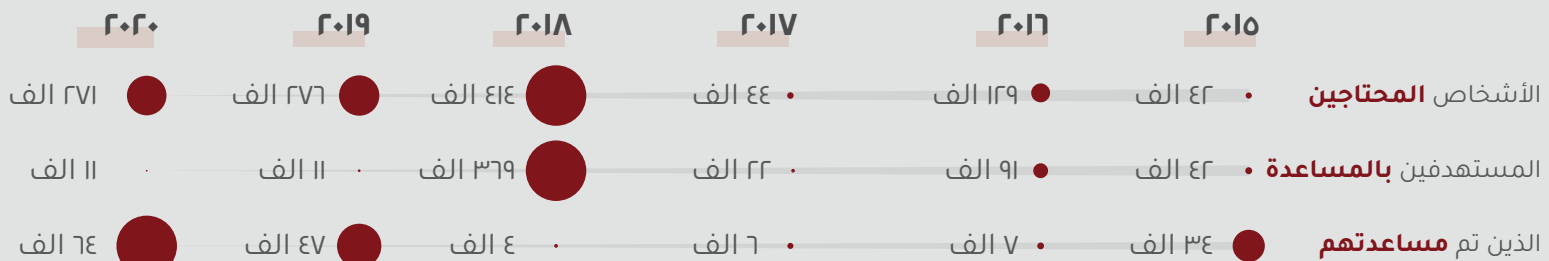 ٢٠١٥ ٢٠١٦ ٢٠١٧ ٢٠١٨ ٢٠١٩ ٢٠٢٠
الأشخاص المحتاجين ٤٢ الف ١٢٩ الف ٤٤ الف ٤١٤ الف ٢٧٦ الف ٢٧١ الف
المستهدفين بالمساعدة ٤٢ الف ٩١ الف ٢٢ الف ٣٦٩ الف ١١ الف ١١ الف
الذين تم مساعدتهم ٣٤ الف ٧ الف ٦ الف ٤ الف ٤٧ الف ٦٤ الف